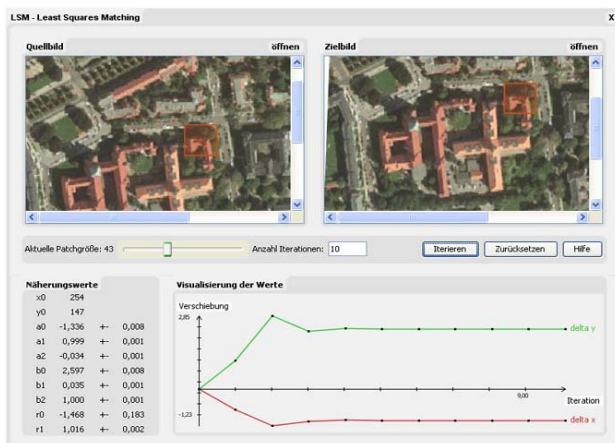 LSM - Least Squares Matching X
Quellbild öffnen Zielbild öffnen
Aktuelle Patchgröße: 43 Anzahl Iterationen: 10 Iterieren Zurücksetzen Hilfe
Näherungswerte
x0 254
y0 147
a0 -1,336 +- 0,008
a1 0,999 +- 0,001
a2 -0,034 +- 0,001
b0 2,597 +- 0,008
b1 0,035 +- 0,001
b2 1,000 +- 0,001
r0 -1,468 +- 0,183
r1 1,016 +- 0,002
Visualisierung der Werte
Verschiebung
2,85
delta y
9,00
Iteration
-1,23
delta x